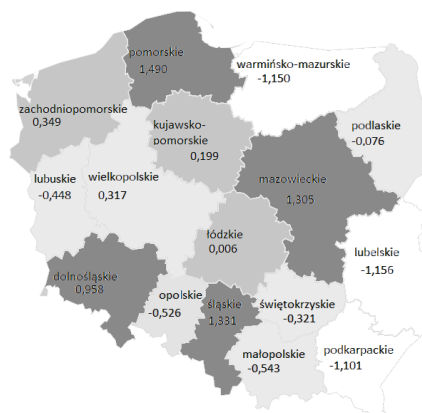 pomorskie
1,490
warmińsko-mazurskie
-1,150
zachodniopomorskie
0,349
kujawsko-
pomorskie
0,199
podlaskie
-0,076
lubuskie
-0,448
wielkopolskie
0,317
mazowieckie
1,305
łódzkie
0,006
lubelskie
-1,156
dolnośląskie
0,958
opolskie
-0,526
śląskie
1,331
świętokrzyskie
-0,321
małopolskie
-0,543
podkarpackie
-1,101